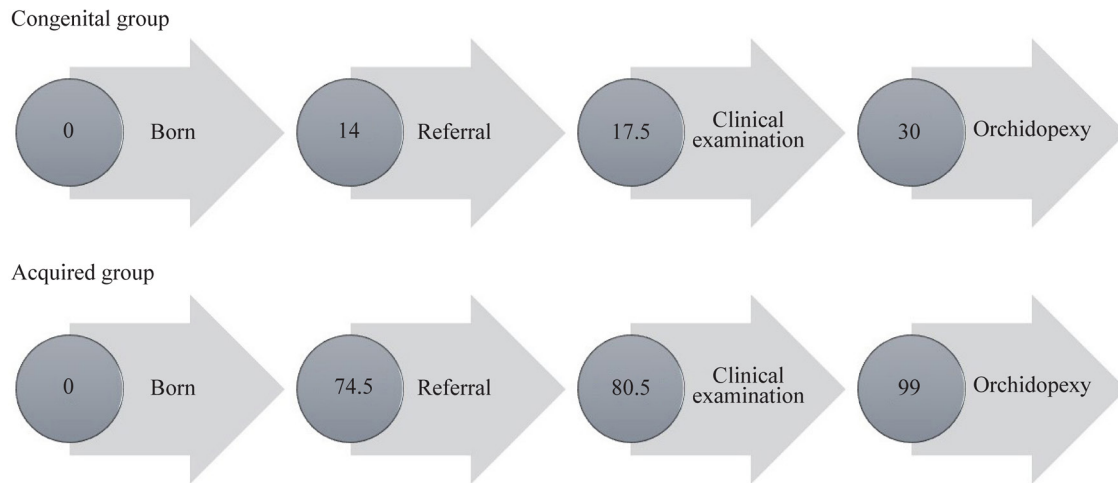 Congenital group
0
Born
14
Referral
17.5
Clinical
examination
30
Orchidopexy
Acquired group
0
Born
74.5
Referral
80.5
Clinical
examination
99
Orchidopexy